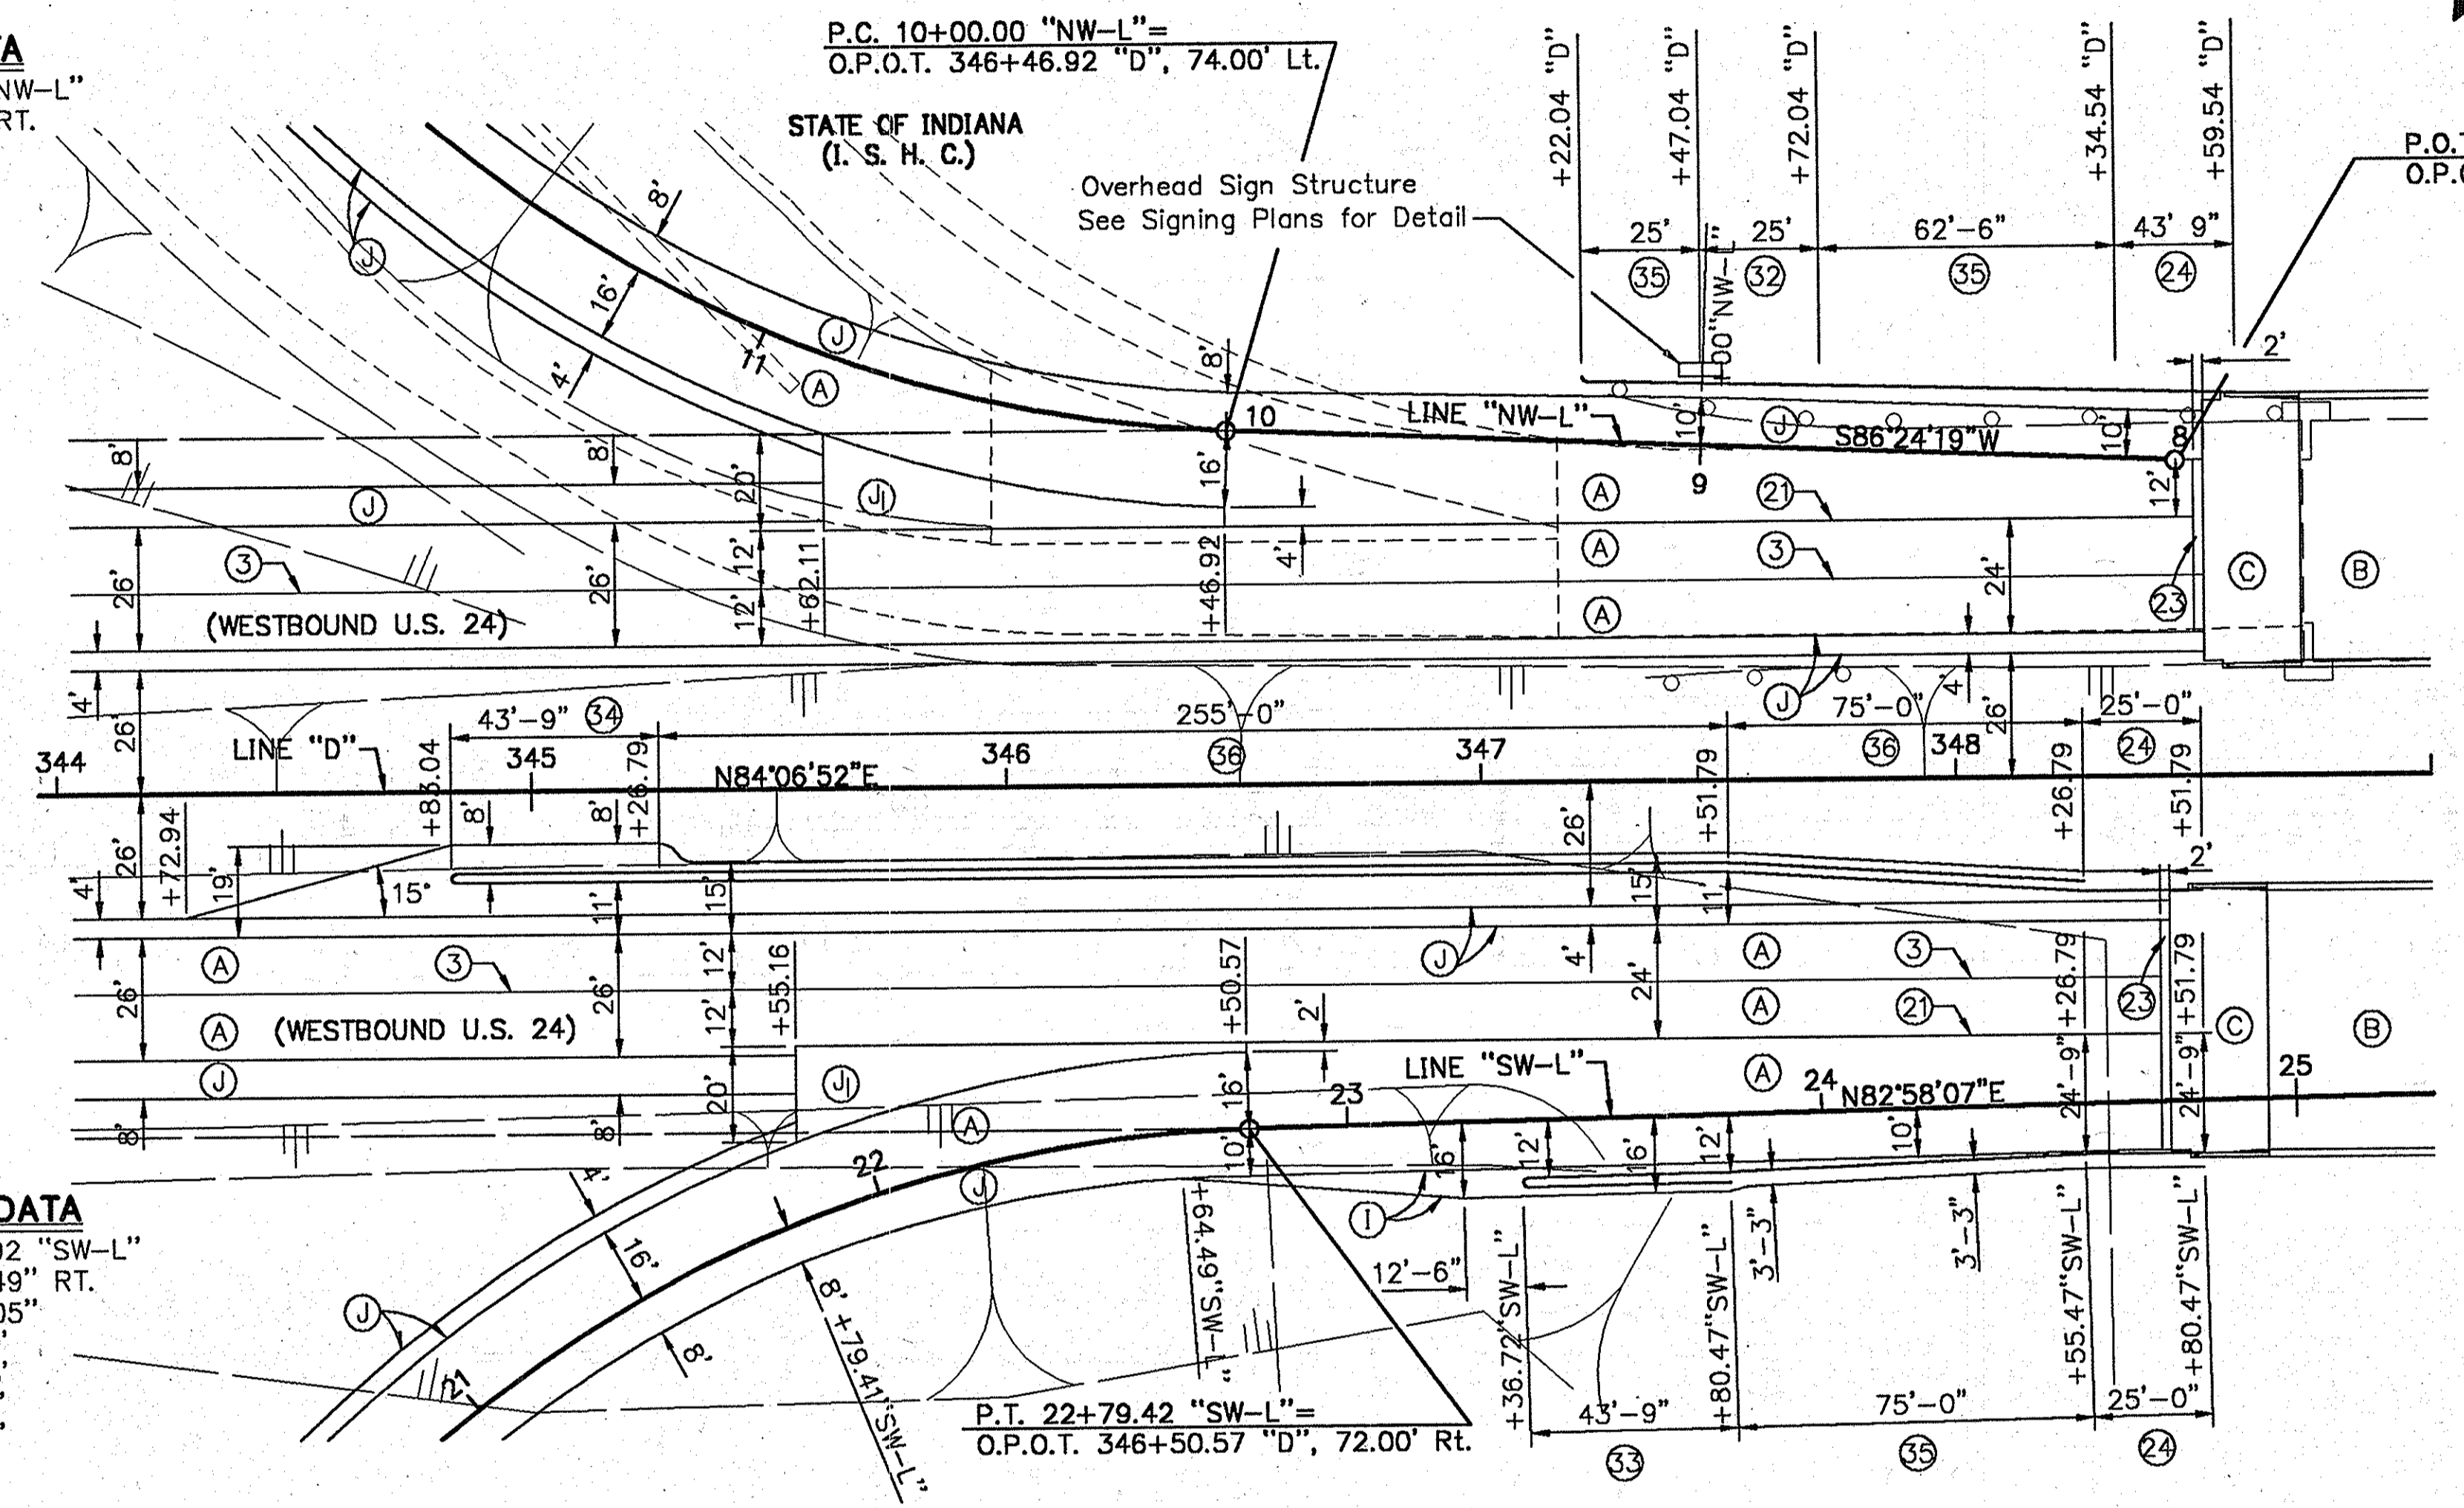 TA
P.C. 10+00.00 "NW-L"=
O.P.O.T. 346+46.92 "D", 74.00' Lt.
NW-L"
RT.
STATE OF INDIANA
(I. S. H. C.)
Overhead Sign Structure
See Signing Plans for Detail
+22.04 "D"
+47.04 "D"
+72.04 "D"
+34.54 "D"
+59.54 "D"
P.O.T
25'
25'
62'-6"
43' 9"
35
32
35
24
+00"NW-L"
2'
8'
J
16'
11
4'
J
A
8'
10
LINE "NW-L"
10'
J
S86°24'19"W
10'
8
8'
8'
20'
16'
9
12'
J
J1
A
21
3
26'
26'
12'
12'
+62.11
+46.92
4'
A
3
24'
23
C
B
(WESTBOUND U.S. 24)
A
4'
26'
43'-9"
34
255'-0"
36
J
4'
75'-0"
36
26'
25'-0"
24
344
LINE "D"
+83.04
345
+26.79
N84°06'52"E
346
347
348
+51.79
+26.79
+51.79
+72.94
8'
8'
26'
2'
4'
26'
19'
15°
11'
15'
15'
11'
A
3
26'
26'
12'
12'
+55.16
+50.57
2'
J
4'
24'
A
3
+26.79
23
+51.79
A
(WESTBOUND U.S. 24)
A
21
C
B
J
20'
J1
16'
LINE "SW-L"
A
24
N82°58'07"E
24'-9"
24'-9"
25
8'
8'
A
23
10'
16'
12'
16'
12'
10'
4'
22
J
DATA
92 "SW-L"
49" RT.
05"
16'
8'
+79.41"SW-L"
+64.49"SW-L"
I
12'-6"
+36.72"SW-L"
+80.47"SW-L"
3'-3"
3'-3"
+55.47"SW-L"
+80.47"SW-L"
J
8'
21
P.T. 22+79.42 "SW-L"=
O.P.O.T. 346+50.57 "D", 72.00' Rt.
43'-9"
75'-0"
25'-0"
33
35
24